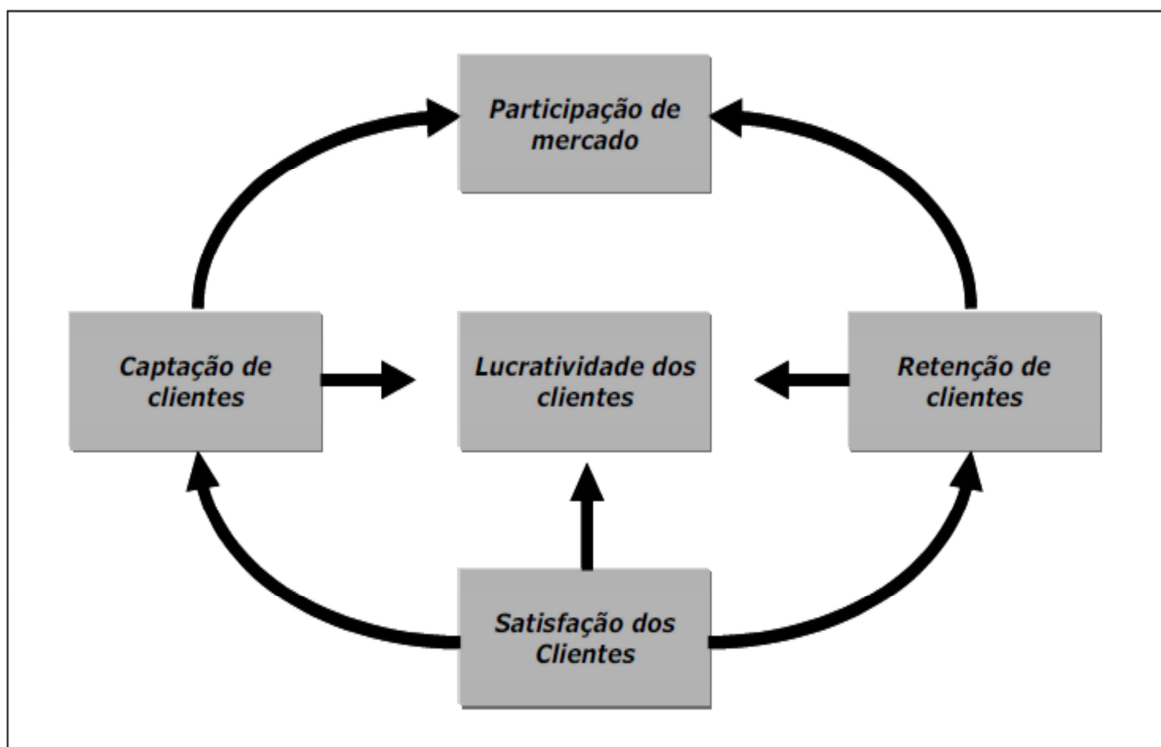 Participação de
mercado
Captação de
clientes
Lucratividade dos
clientes
Retenção de
clientes
Satisfação dos
Clientes